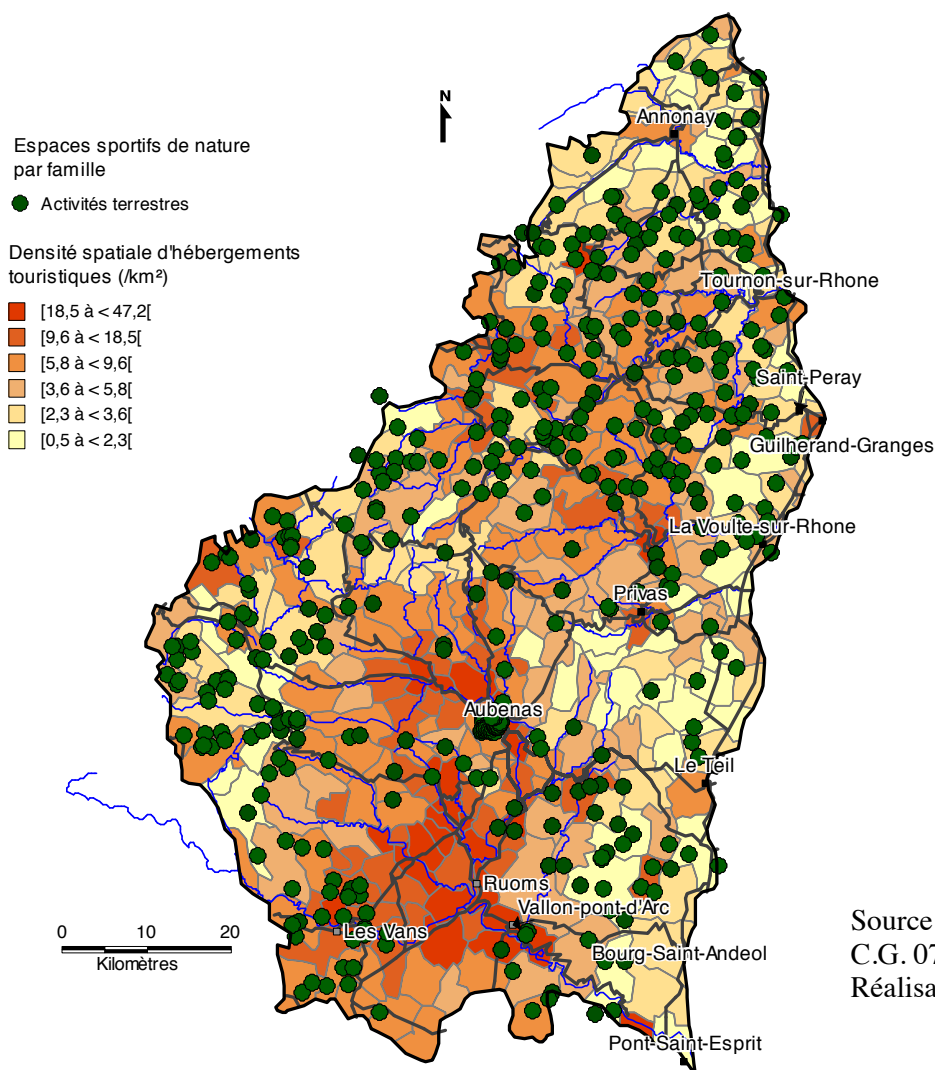 N
Annonay
Espaces sportifs de nature
par famille
Activités terrestres
Densité spatiale d'hébergements
touristiques (/km²)
[18,5 à < 47,2[
[9,6 à < 18,5[
[5,8 à < 9,6[
[3,6 à < 5,8[
[2,3 à < 3,6[
[0,5 à < 2,3[
Tournon-sur-Rhone
Saint-Peray
Guilherand-Granges
La Voulte-sur-Rhone
Privas
Aubenas
Le Teil
Ruoms
Vallon-pont-d'Arc
Les Vans
Bourg-Saint-Andeol
Pont-Saint-Esprit
0 10 20
Kilomètres
Source
C.G. 07
Réalisa